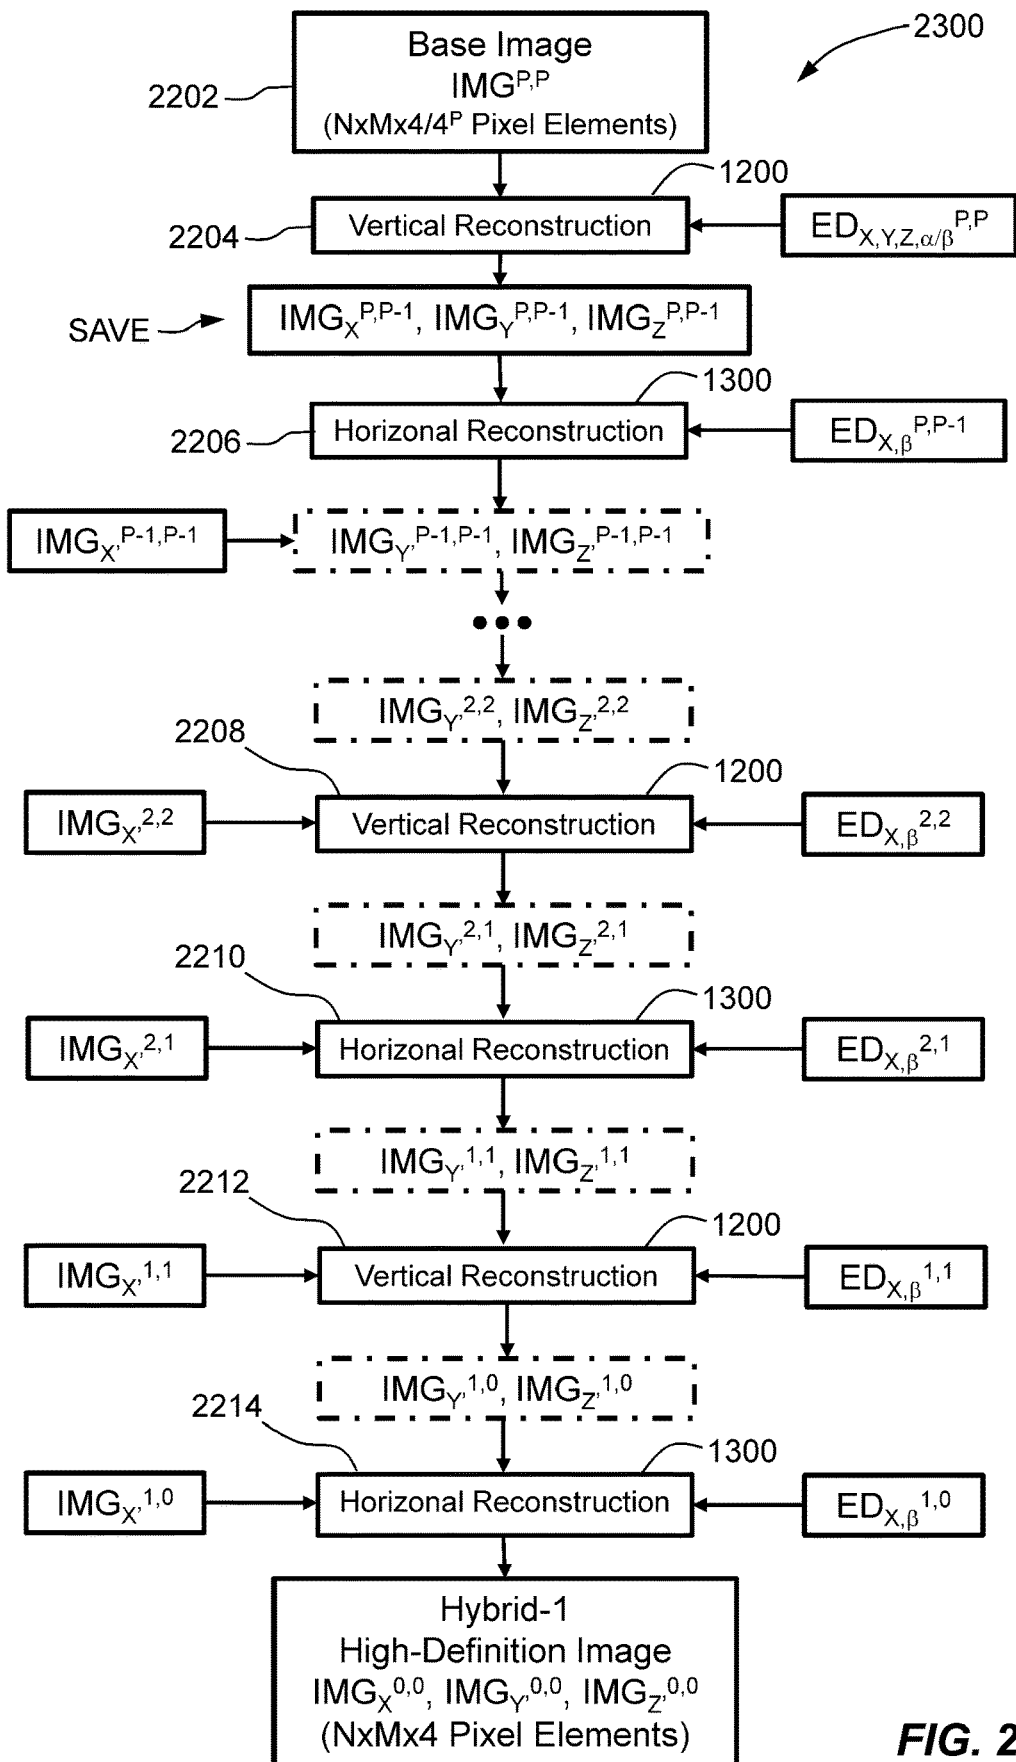 2300
Base Image
IMG^P,P
(NxMx4/4^P Pixel Elements)
2202
1200
Vertical Reconstruction
2204
ED_X,Y,Z,α/β^P,P
SAVE
IMG_X^P,P-1, IMG_Y^P,P-1, IMG_Z^P,P-1
1300
Horizonal Reconstruction
2206
ED_X,β^P,P-1
IMG_X'^P-1,P-1
IMG_Y'^P-1,P-1, IMG_Z'^P-1,P-1
•••
IMG_Y'^2,2, IMG_Z'^2,2
2208
1200
IMG_X'^2,2
Vertical Reconstruction
ED_X,β^2,2
IMG_Y'^2,1, IMG_Z'^2,1
2210
1300
IMG_X'^2,1
Horizonal Reconstruction
ED_X,β^2,1
IMG_Y'^1,1, IMG_Z'^1,1
2212
1200
IMG_X'^1,1
Vertical Reconstruction
ED_X,β^1,1
IMG_Y'^1,0, IMG_Z'^1,0
2214
1300
IMG_X'^1,0
Horizonal Reconstruction
ED_X,β^1,0
Hybrid-1
High-Definition Image
IMG_X^0,0, IMG_Y'^0,0, IMG_Z'^0,0
(NxMx4 Pixel Elements)
FIG. 2